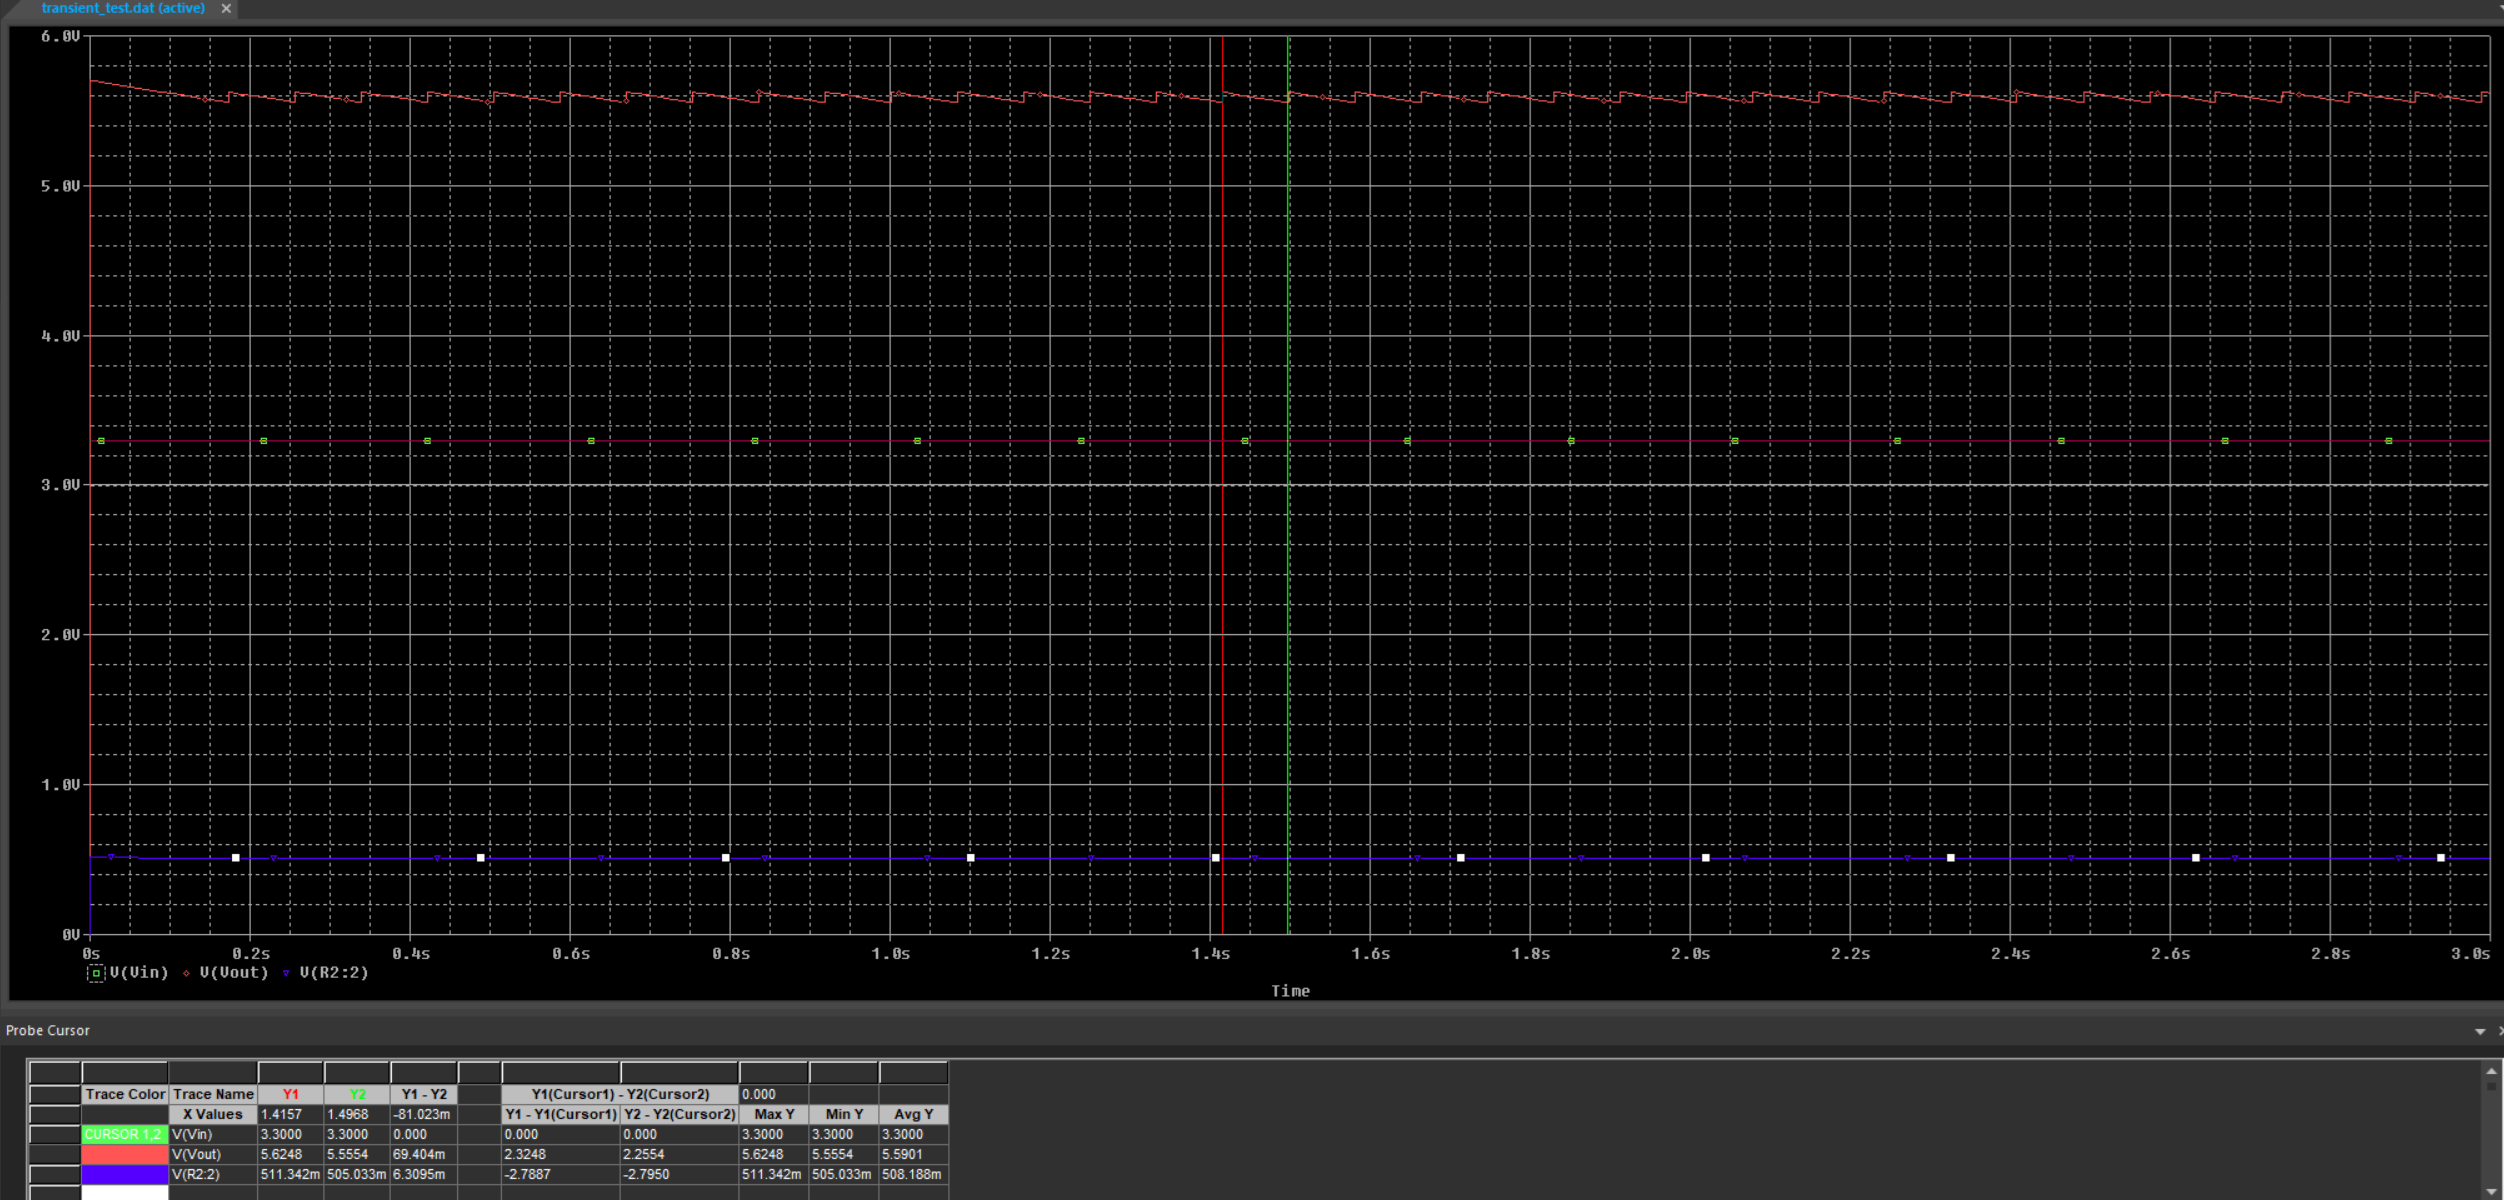 transient_test.dat (active)
6.0V
5.0V
4.0V
3.0V
2.0V
1.0V
0V
0s 0.2s 0.4s 0.6s 0.8s 1.0s 1.2s 1.4s 1.6s 1.8s 2.0s 2.2s 2.4s 2.6s 2.8s 3.0s
V(Vin) V(Vout) V(R2:2)
Time
Probe Cursor
Trace Color Trace Name Y1 Y2 Y1 - Y2 Y1(Cursor1) - Y2(Cursor2) 0.000
X Values 1.4157 1.4968 -81.023m Y1 - Y1(Cursor1) Y2 - Y2(Cursor2) Max Y Min Y Avg Y
CURSOR 1,2 V(Vin) 3.3000 3.3000 0.000 0.000 0.000 3.3000 3.3000 3.3000
V(Vout) 5.6248 5.5554 69.404m 2.3248 2.2554 5.6248 5.5554 5.5901
V(R2:2) 511.342m 505.033m 6.3095m -2.7887 -2.7950 511.342m 505.033m 508.188m